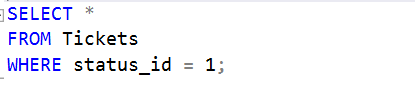 SELECT *
FROM Tickets
WHERE status_id = 1;